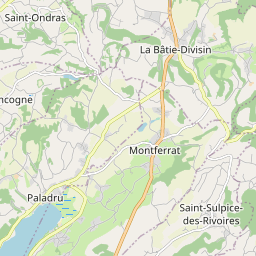 Saint-Ondras
La Bâtie-Divisin
ncogne
Montferrat
Paladru
Saint-Sulpice-
des-Rivoires